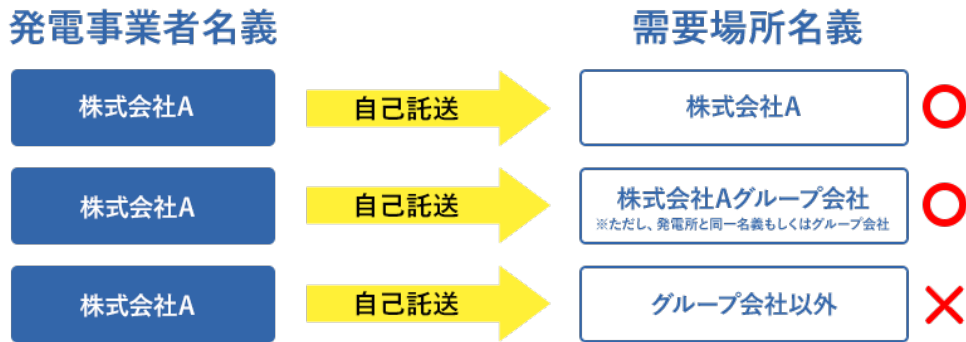 発電事業者名義
需要場所名義
株式会社A
自己託送
株式会社A
株式会社A
自己託送
株式会社Aグループ会社
※ただし、発電所と同一名義もしくはグループ会社
株式会社A
自己託送
グループ会社以外